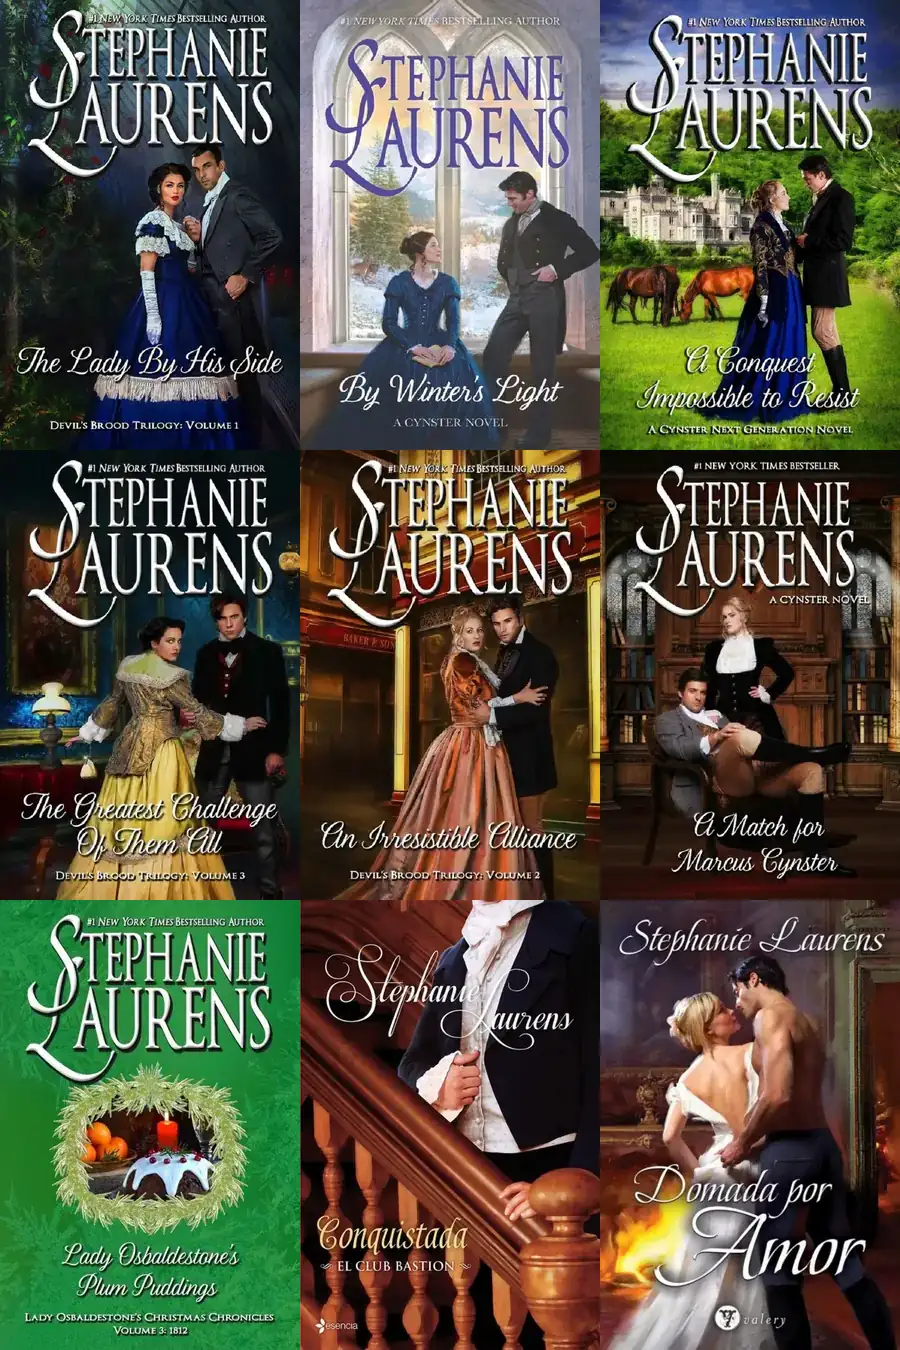 #1 NEW YORK TIMES BESTSELLING AUTHOR
STEPHANIE
LAURENS
The Lady By His Side
DEVIL'S BROOD TRILOGY: VOLUME 1
#1 NEW YORK TIMES BESTSELLING AUTHOR
STEPHANIE
LAURENS
By Winter's Light
A CYNSTER NOVEL
#1 NEW YORK TIMES BESTSELLING AUTHOR
STEPHANIE
LAURENS
A Conquest
Impossible to Resist
A CYNSTER NEXT GENERATION NOVEL
#1 NEW YORK TIMES BESTSELLING AUTHOR
STEPHANIE
LAURENS
The Greatest Challenge
Of Them All
DEVIL'S BROOD TRILOGY: VOLUME 3
#1 NEW YORK TIMES BESTSELLING AUTHOR
STEPHANIE
LAURENS
BAKER & SON
An Irresistible Alliance
DEVIL'S BROOD TRILOGY: VOLUME 2
#1 NEW YORK TIMES BESTSELLER
STEPHANIE
LAURENS
A CYNSTER NOVEL
A Match for
Marcus Cynster
#1 NEW YORK TIMES BESTSELLING AUTHOR
STEPHANIE
LAURENS
Lady Osbaldestone's
Plum Puddings
LADY OSBALDESTONE'S CHRISTMAS CHRONICLES
VOLUME 3: 1812
Stephanie
Laurens
Conquistada
EL CLUB BASTION
esencia
Stephanie Laurens
Domada por
Amor
valery